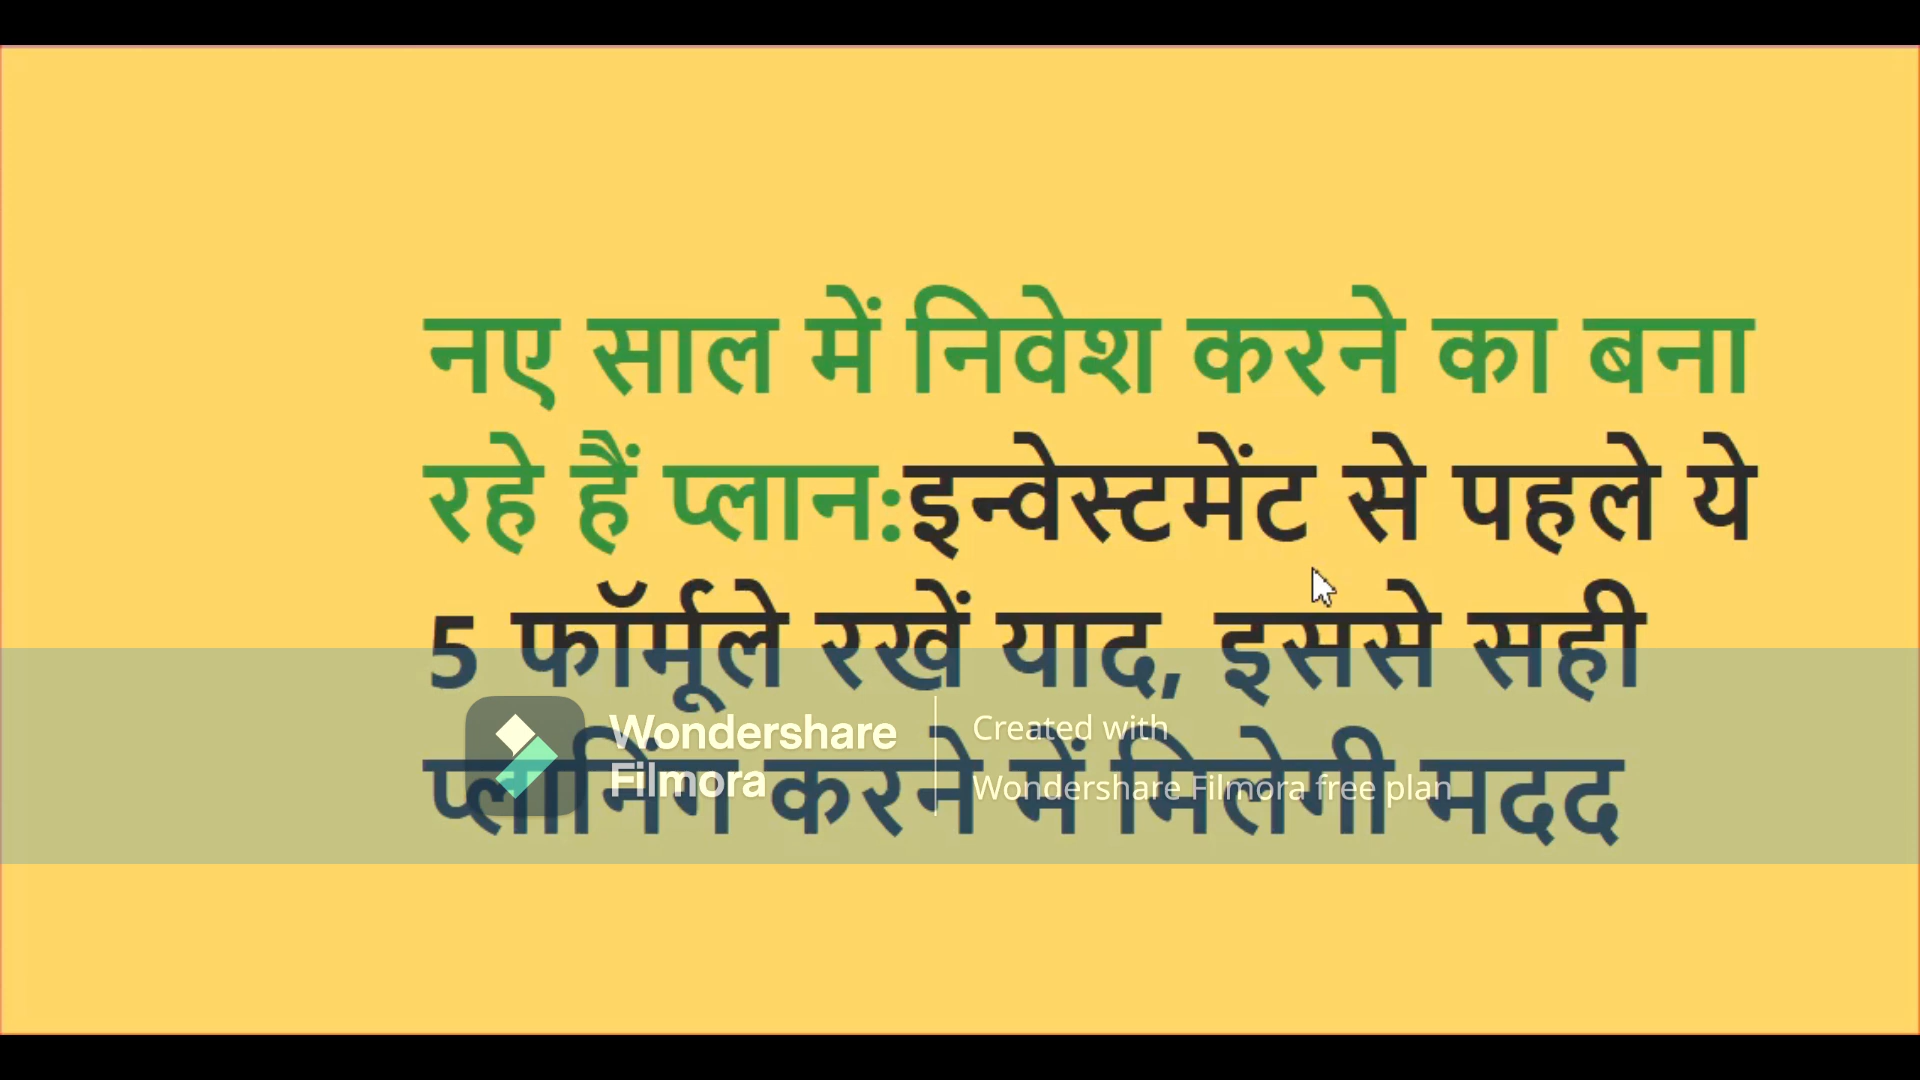 नए साल में निवेश करने का बना
रहे हैं प्लान:इन्वेस्टमेंट से पहले ये
5 फॉर्मूले रखें याद, इससे सही
प्लानिंग करने में मिलेगी मदद
Wondershare
Filmora
Created with
Wondershare Filmora free plan